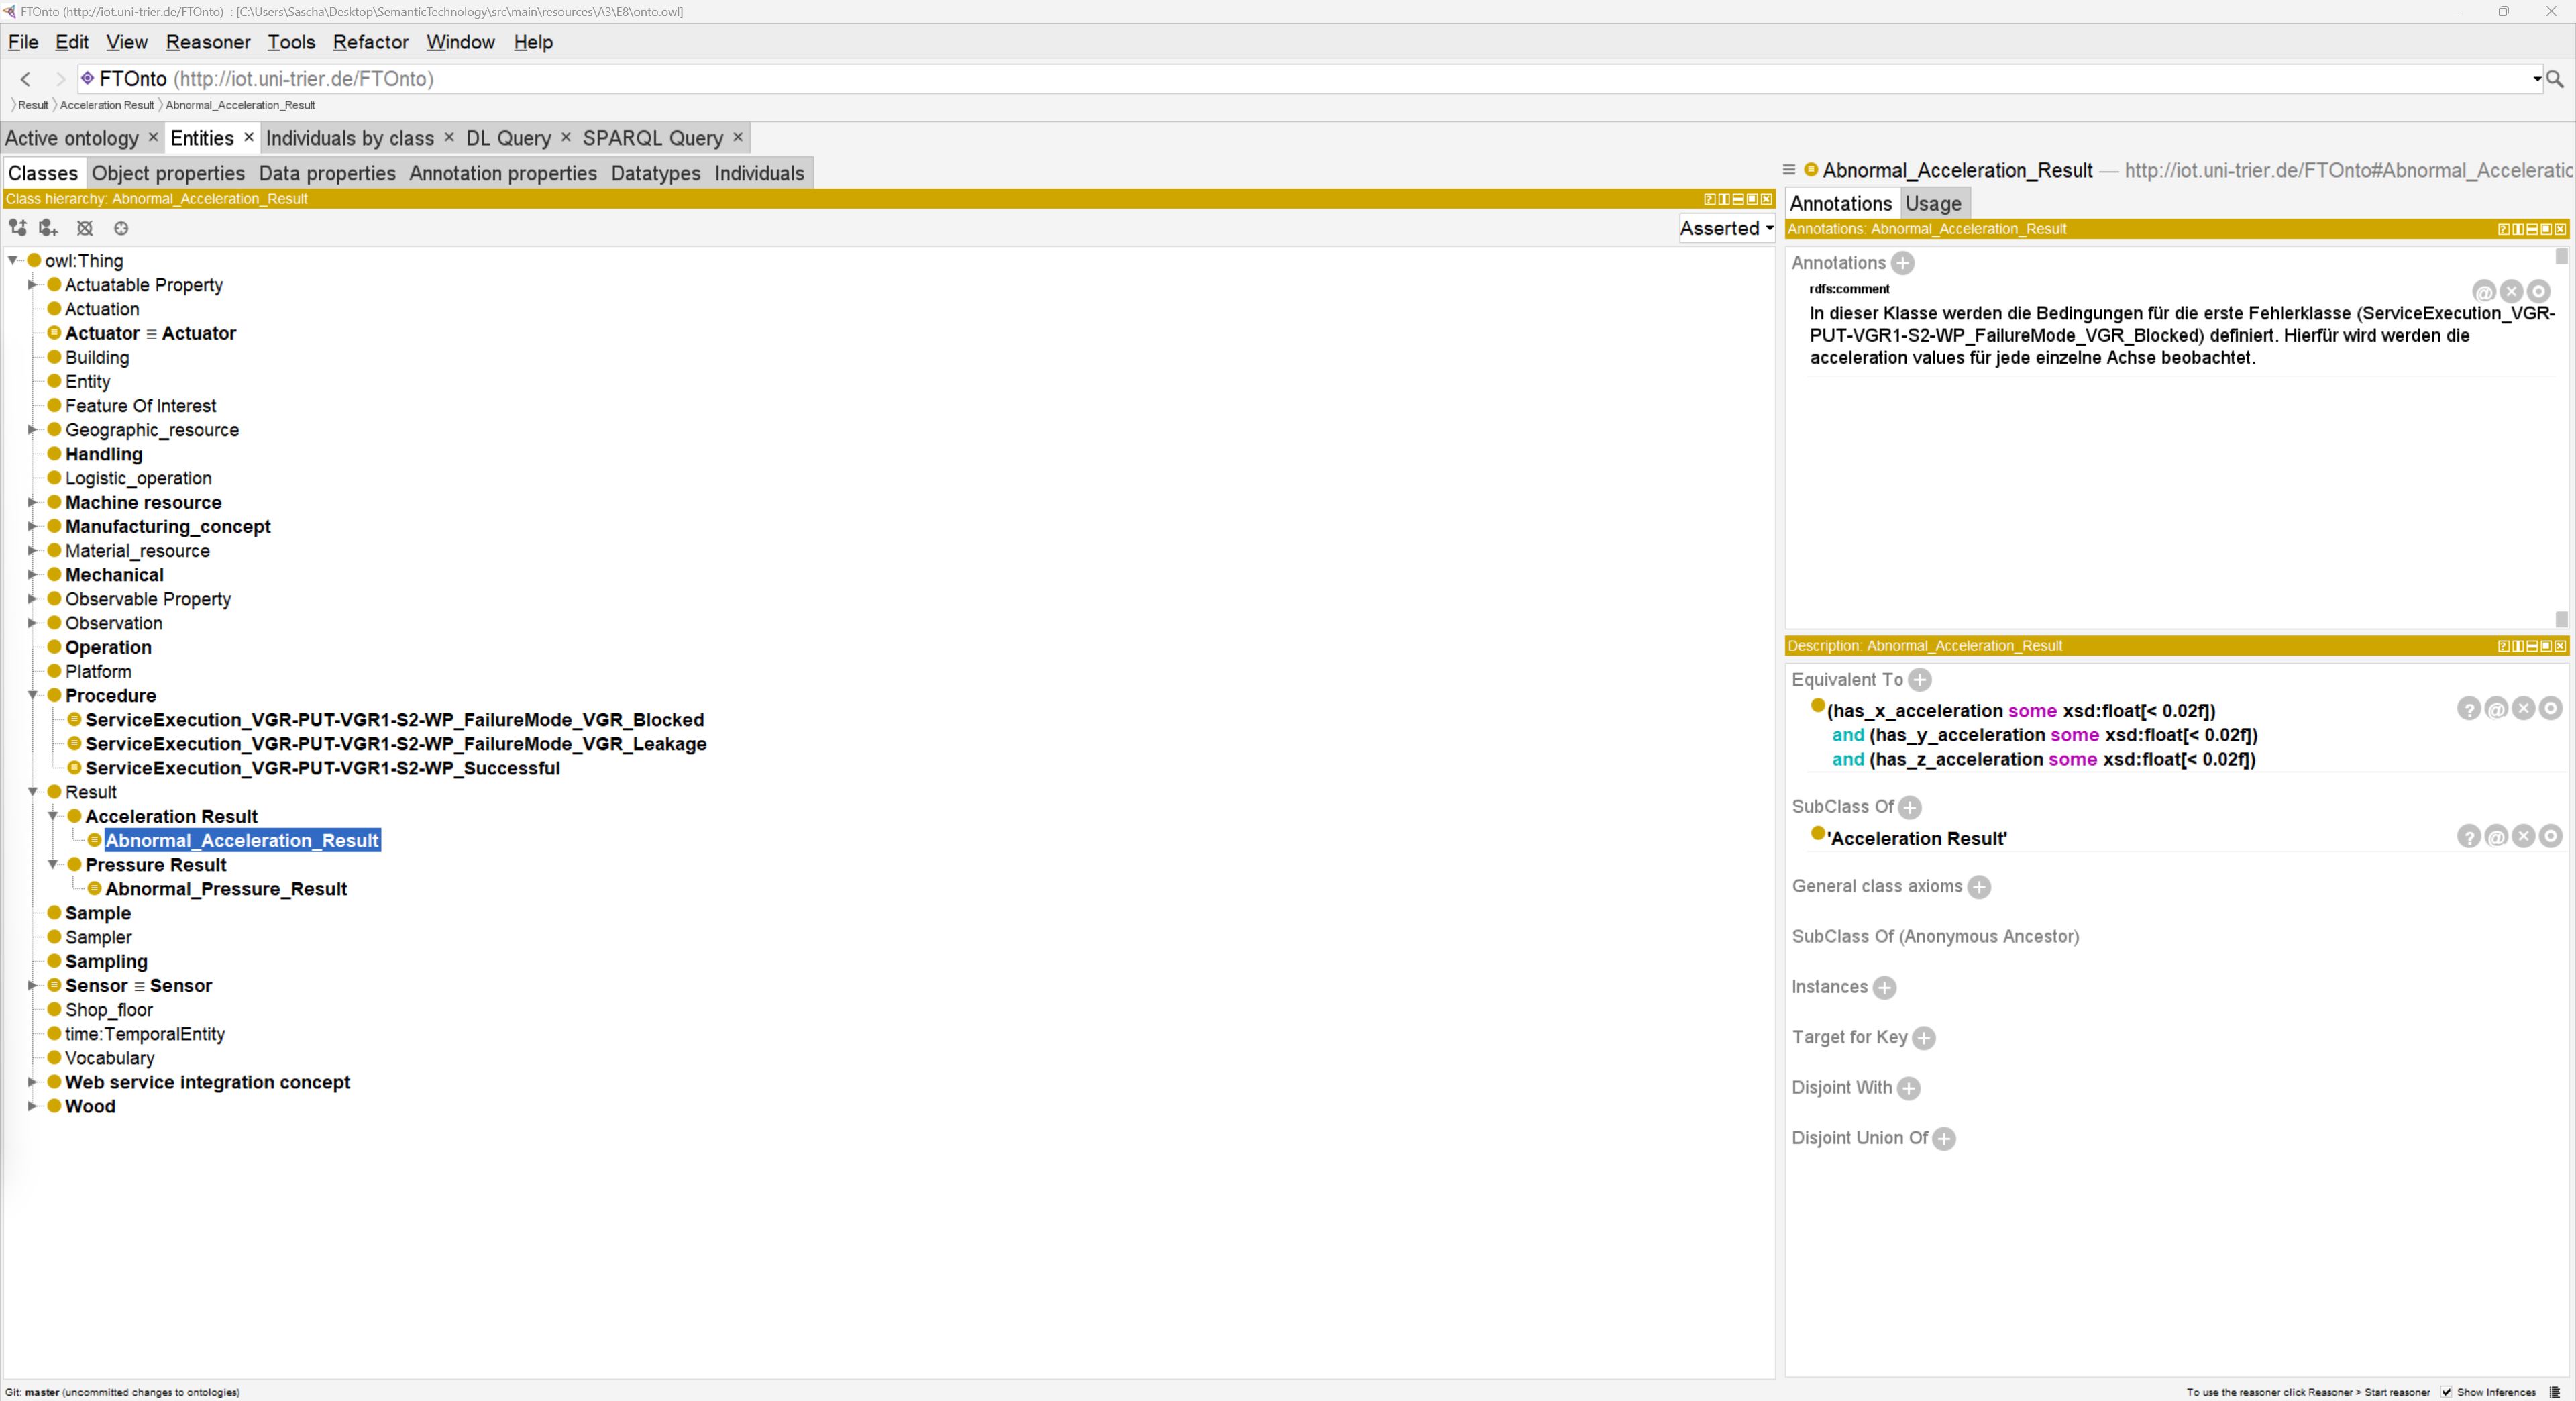 FTOnto (http://iot.uni-trier.de/FTOnto) : [C:\Users\Sascha\Desktop\SemanticTechnology\src\main\resources\A3\E8\onto.owl]
File Edit View Reasoner Tools Refactor Window Help
FTOnto (http://iot.uni-trier.de/FTOnto)
Result Acceleration Result Abnormal_Acceleration_Result
Active ontology × Entities × Individuals by class × DL Query × SPARQL Query ×
Classes Object properties Data properties Annotation properties Datatypes Individuals
Class hierarchy: Abnormal_Acceleration_Result
Asserted
owl:Thing
Actuatable Property
Actuation
Actuator ≡ Actuator
Building
Entity
Feature Of Interest
Geographic_resource
Handling
Logistic_operation
Machine resource
Manufacturing_concept
Material_resource
Mechanical
Observable Property
Observation
Operation
Platform
Procedure
ServiceExecution_VGR-PUT-VGR1-S2-WP_FailureMode_VGR_Blocked
ServiceExecution_VGR-PUT-VGR1-S2-WP_FailureMode_VGR_Leakage
ServiceExecution_VGR-PUT-VGR1-S2-WP_Successful
Result
Acceleration Result
Abnormal_Acceleration_Result
Pressure Result
Abnormal_Pressure_Result
Sample
Sampler
Sampling
Sensor ≡ Sensor
Shop_floor
time:TemporalEntity
Vocabulary
Web service integration concept
Wood
Abnormal_Acceleration_Result — http://iot.uni-trier.de/FTOnto#Abnormal_Acceleratic
Annotations Usage
Annotations: Abnormal_Acceleration_Result
Annotations
rdfs:comment
In dieser Klasse werden die Bedingungen für die erste Fehlerklasse (ServiceExecution_VGR-
PUT-VGR1-S2-WP_FailureMode_VGR_Blocked) definiert. Hierfür wird werden die
acceleration values für jede einzelne Achse beobachtet.
Description: Abnormal_Acceleration_Result
Equivalent To
(has_x_acceleration some xsd:float[< 0.02f])
and (has_y_acceleration some xsd:float[< 0.02f])
and (has_z_acceleration some xsd:float[< 0.02f])
SubClass Of
'Acceleration Result'
General class axioms
SubClass Of (Anonymous Ancestor)
Instances
Target for Key
Disjoint With
Disjoint Union Of
Git: master (uncommitted changes to ontologies)
To use the reasoner click Reasoner > Start reasoner Show Inferences